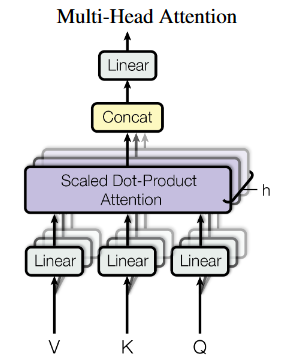 Multi-Head Attention
Linear
Concat
Scaled Dot-Product
Attention
h
Linear Linear Linear
V K Q